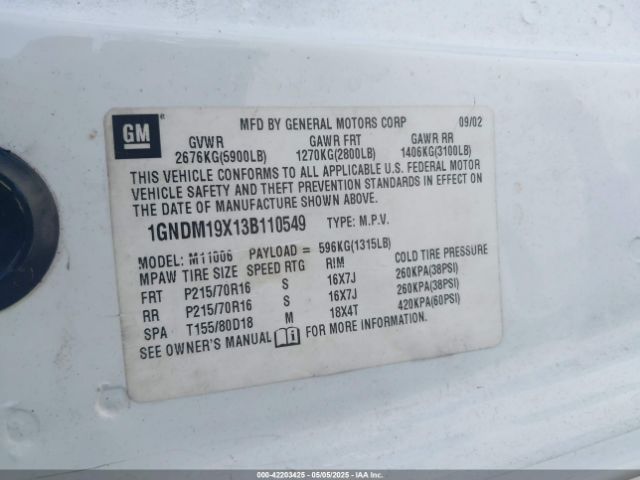 GM ®
MFD BY GENERAL MOTORS CORP 09/02
GVWR GAWR FRT GAWR RR
2676KG(5900LB) 1270KG(2800LB) 1406KG(3100LB)
THIS VEHICLE CONFORMS TO ALL APPLICABLE U.S. FEDERAL MOTOR
VEHICLE SAFETY AND THEFT PREVENTION STANDARDS IN EFFECT ON
THE DATE OF MANUFACTURE SHOWN ABOVE.
1GNDM19X13B110549 TYPE: M.P.V.
MODEL: M11006 PAYLOAD = 596KG(1315LB)
MPAW TIRE SIZE SPEED RTG RIM COLD TIRE PRESSURE
FRT P215/70R16 S 16X7J 260KPA(38PSI)
RR P215/70R16 S 16X7J 260KPA(38PSI)
SPA T155/80D18 M 18X4T 420KPA(60PSI)
SEE OWNER'S MANUAL FOR MORE INFORMATION.
--- 42203425 - 05/05/2025 - IAAI.COM ---